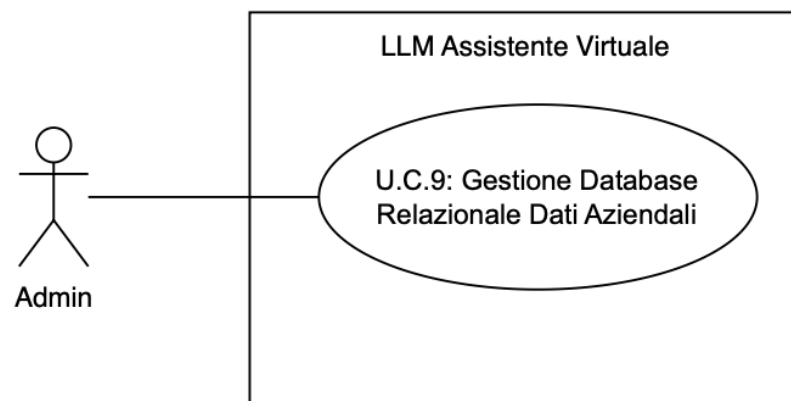 LLM Assistente Virtuale
U.C.9: Gestione Database
Relazionale Dati Aziendali
Admin